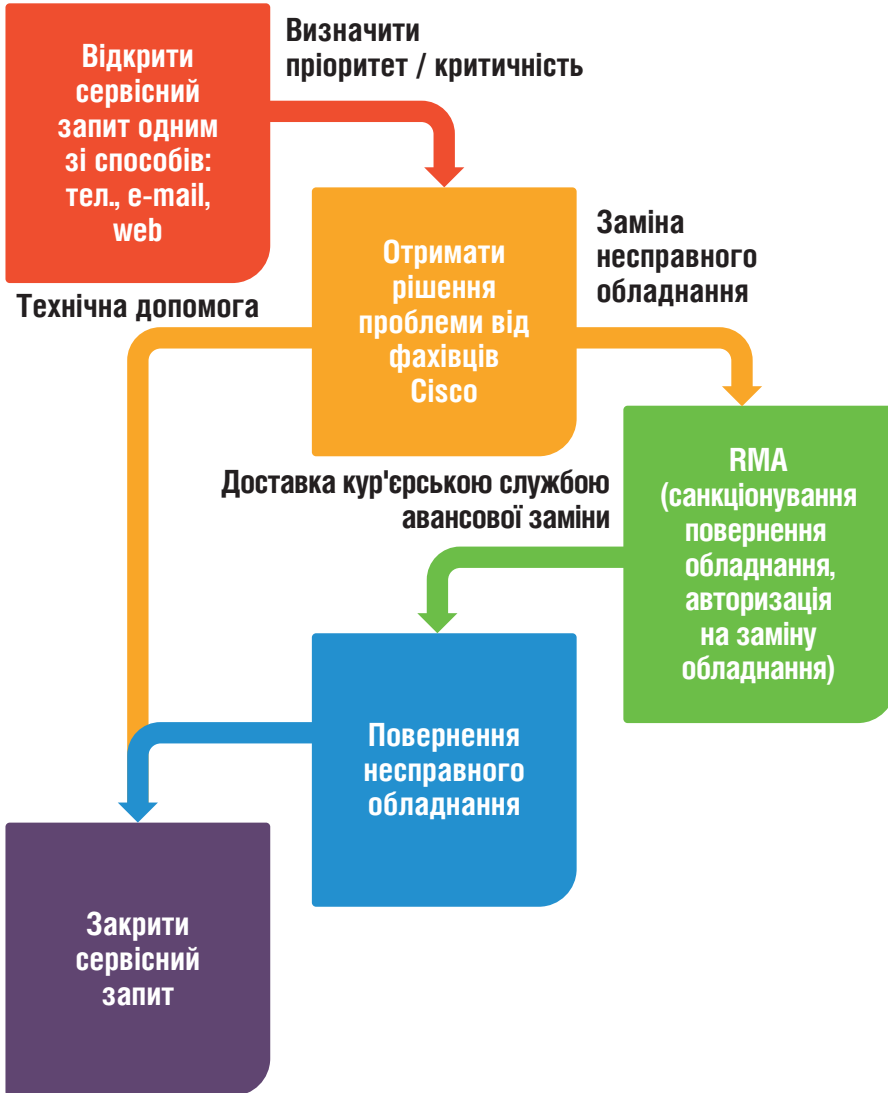 Відкрити
сервісний
запит одним
зі способів:
тел., e-mail,
web
Визначити
пріоритет / критичність
Отримати
рішення
проблеми від
фахівців
Cisco
Заміна
несправного
обладнання
Технічна допомога
RMA
(санкціонування
повернення
обладнання,
авторизація
на заміну
обладнання)
Доставка кур'єрською службою
авансової заміни
Повернення
несправного
обладнання
Закрити
сервісний
запит